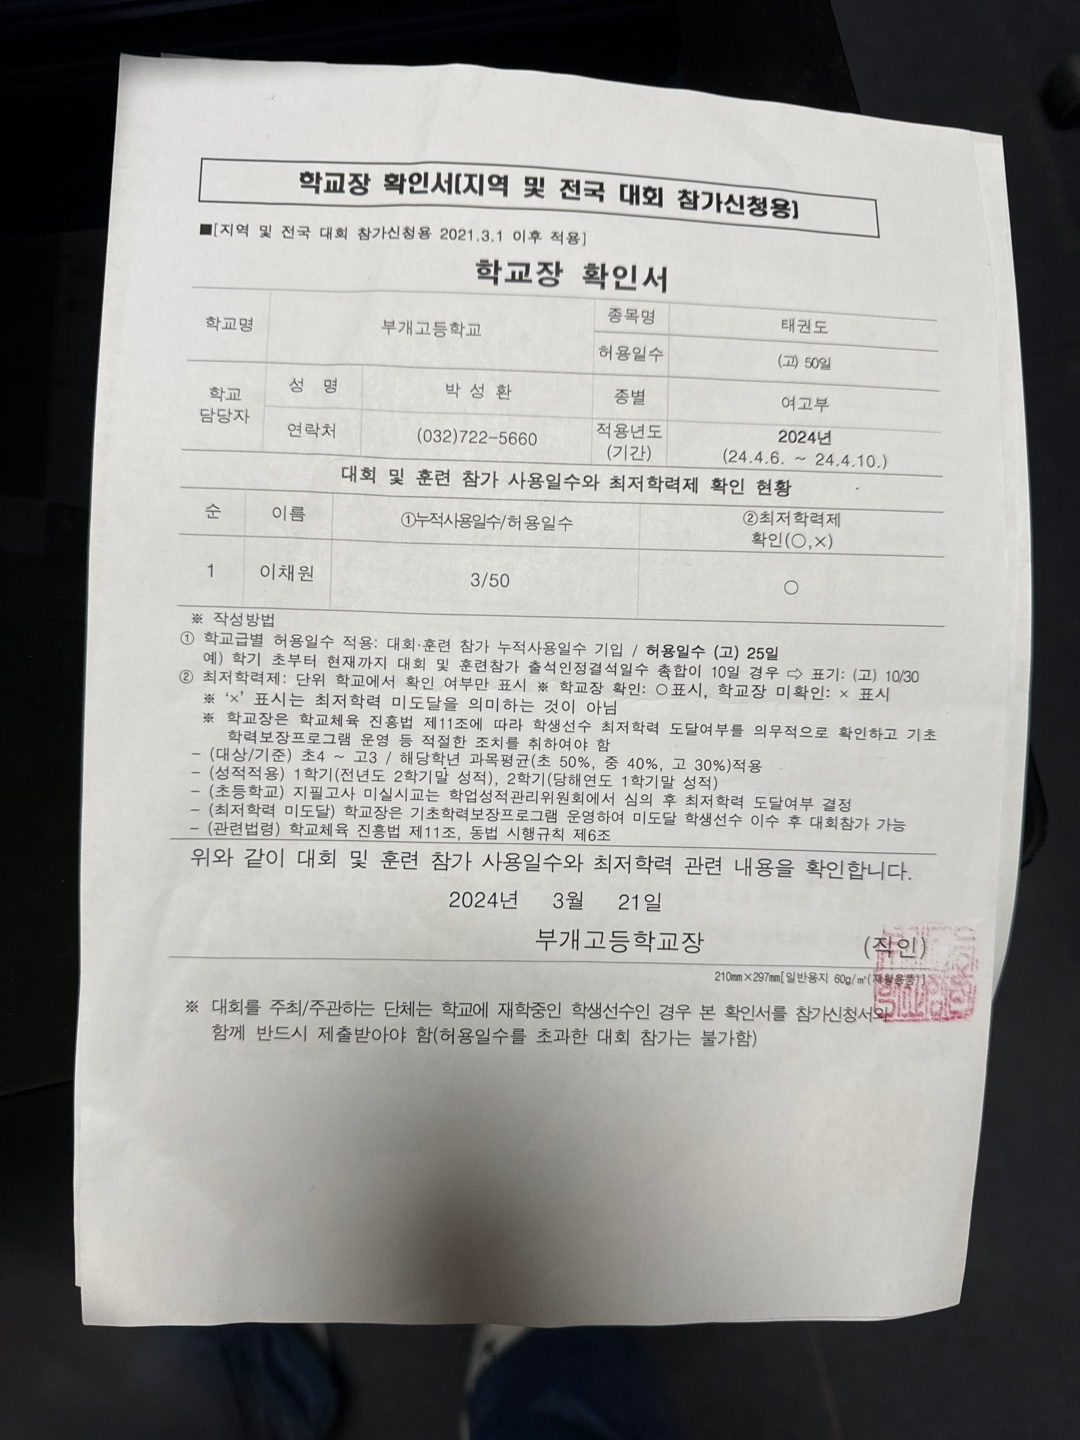 학교장 확인서(지역 및 전국 대회 참가신청용)
■[지역 및 전국 대회 참가신청용 2021.3.1 이후 적용]
학교장 확인서
학교명 부개고등학교 종목명 태권도
허용일수 (고) 50일
학교 담당자 성 명 박 성 환 종별 여고부
연락처 (032)722-5660 적용년도 (기간) 2024년 (24.4.6. ~ 24.4.10.)
대회 및 훈련 참가 사용일수와 최저학력제 확인 현황
순 이름 ①누적사용일수/허용일수 ②최저학력제 확인(○,×)
1 이채원 3/50 ○
※ 작성방법
① 학교급별 허용일수 적용: 대회·훈련 참가 누적사용일수 기입 / 허용일수 (고) 25일
예) 학기 초부터 현재까지 대회 및 훈련참가 출석인정결석일수 총합이 10일 경우 ⇨ 표기: (고) 10/30
② 최저학력제: 단위 학교에서 확인 여부만 표시 ※ 학교장 확인: ○표시, 학교장 미확인: × 표시
※ ‘×’ 표시는 최저학력 미도달을 의미하는 것이 아님
※ 학교장은 학교체육 진흥법 제11조에 따라 학생선수 최저학력 도달여부를 의무적으로 확인하고 기초
학력보장프로그램 운영 등 적절한 조치를 취하여야 함
- (대상/기준) 초4 ~ 고3 / 해당학년 과목평균(초 50%, 중 40%, 고 30%)적용
- (성적적용) 1학기(전년도 2학기말 성적), 2학기(당해연도 1학기말 성적)
- (초등학교) 지필고사 미실시교는 학업성적관리위원회에서 심의 후 최저학력 도달여부 결정
- (최저학력 미도달) 학교장은 기초학력보장프로그램 운영하여 미도달 학생선수 이수 후 대회참가 가능
- (관련법령) 학교체육 진흥법 제11조, 동법 시행규칙 제6조
위와 같이 대회 및 훈련 참가 사용일수와 최저학력 관련 내용을 확인합니다.
2024년 3월 21일
부개고등학교장 (직인)
210㎜×297㎜[일반용지 60g/㎡(재활용품)]
※ 대회를 주최/주관하는 단체는 학교에 재학중인 학생선수인 경우 본 확인서를 참가신청서와
함께 반드시 제출받아야 함(허용일수를 초과한 대회 참가는 불가함)